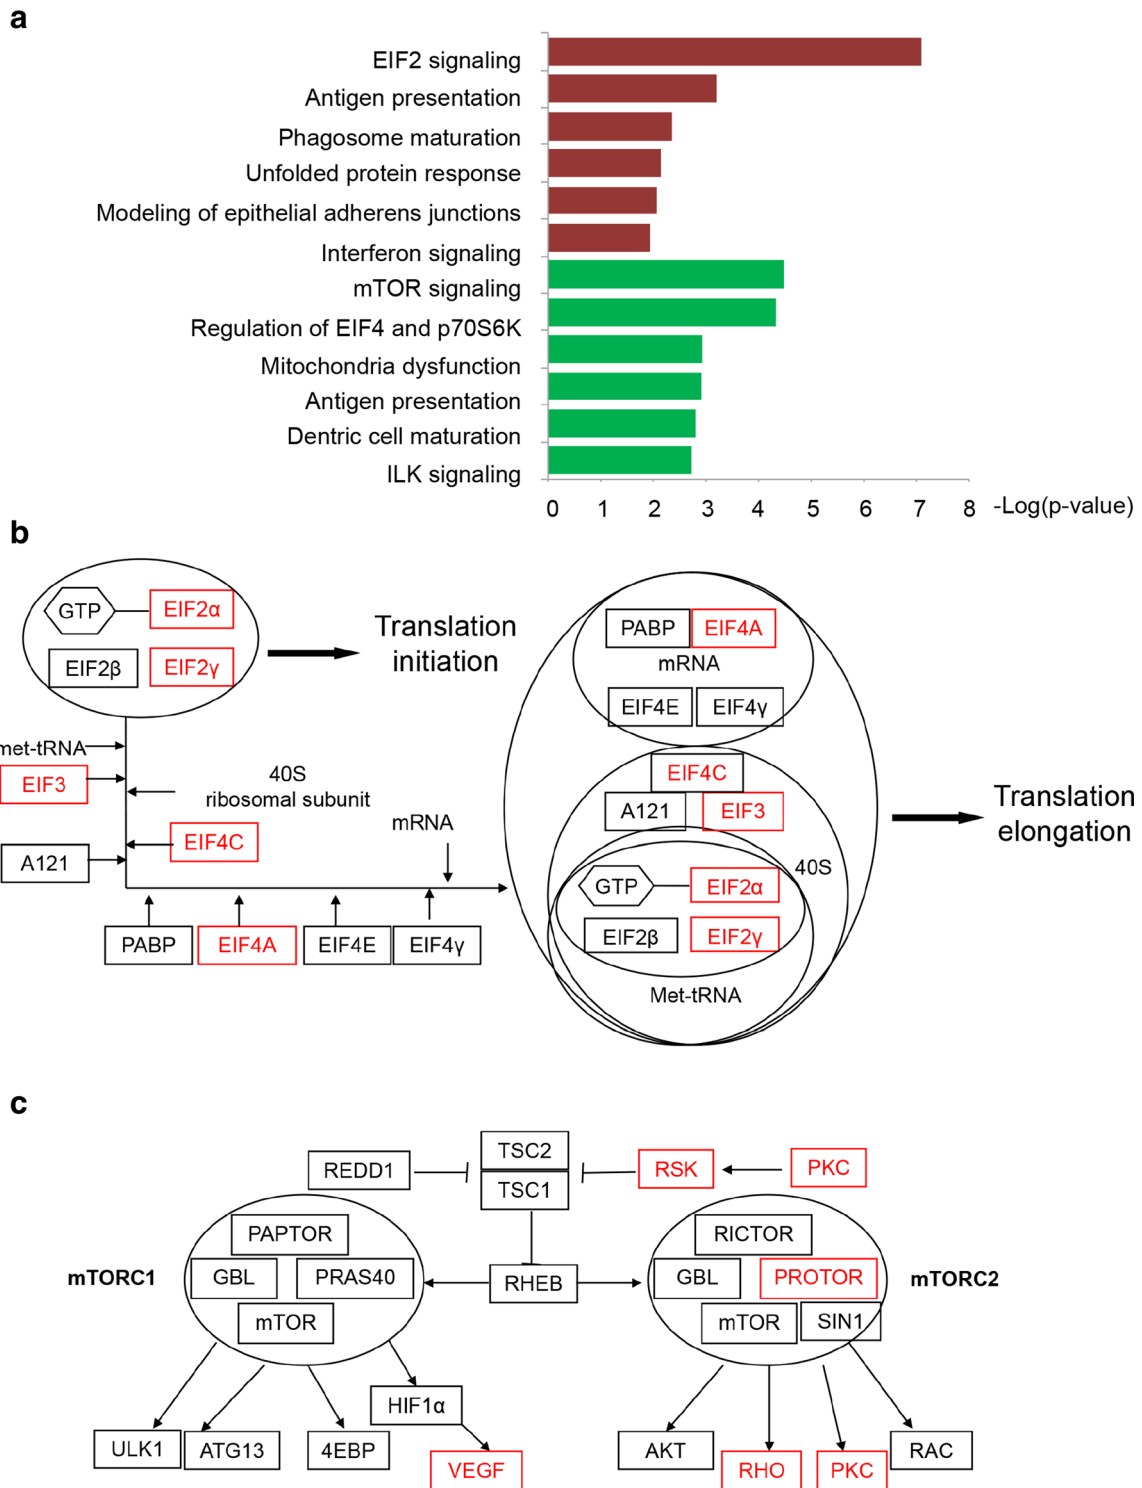 a
EIF2 signaling
Antigen presentation
Phagosome maturation
Unfolded protein response
Modeling of epithelial adherens junctions
Interferon signaling
mTOR signaling
Regulation of EIF4 and p70S6K
Mitochondria dysfunction
Antigen presentation
Dentric cell maturation
ILK signaling
0 1 2 3 4 5 6 7 8 -Log(p-value)
b
GTP EIF2α
EIF2β EIF2γ
Translation
initiation
met-tRNA
EIF3
40S
ribosomal subunit
EIF4C
A121
mRNA
PABP EIF4A EIF4E EIF4γ
PABP EIF4A
mRNA
EIF4E EIF4γ
EIF4C
A121 EIF3
40S
GTP EIF2α
EIF2β EIF2γ
Met-tRNA
Translation
elongation
c
REDD1
TSC2
TSC1
RSK
PKC
mTORC1
PAPTOR
GBL PRAS40
mTOR
RHEB
RICTOR
GBL PROTOR
mTOR SIN1
mTORC2
HIF1α
ULK1 ATG13 4EBP
VEGF
AKT
RHO PKC
RAC